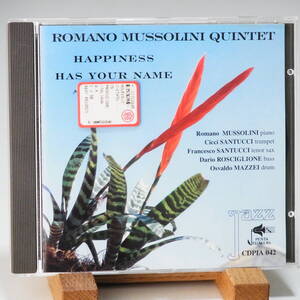 ROMANO MUSSOLINI QUINTET
HAPPINESS
HAS YOUR NAME
Romano MUSSOLINI piano
Cicci SANTUCCI trumpet
Francesco SANTUCCI tenor sax
Dario ROSCIGLIONE bass
Osvaldo MAZZEI drum
Jazz
CDPIA 042